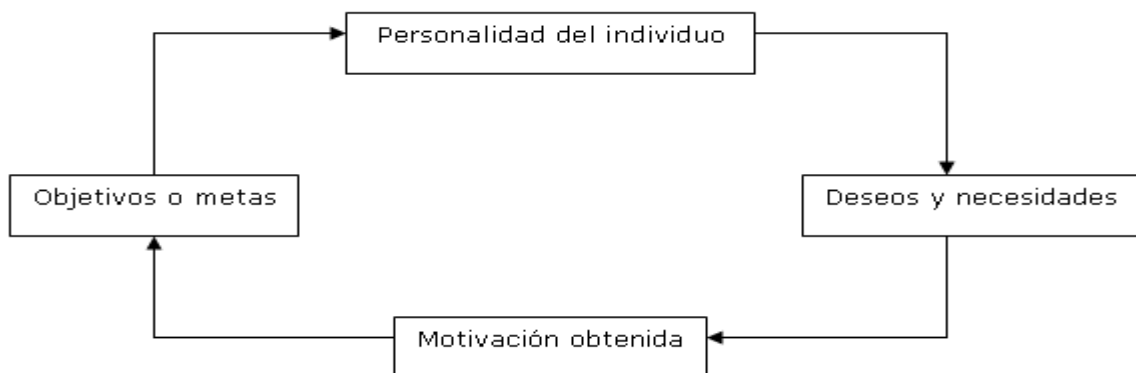 Personalidad del individuo
Objetivos o metas
Deseos y necesidades
Motivación obtenida